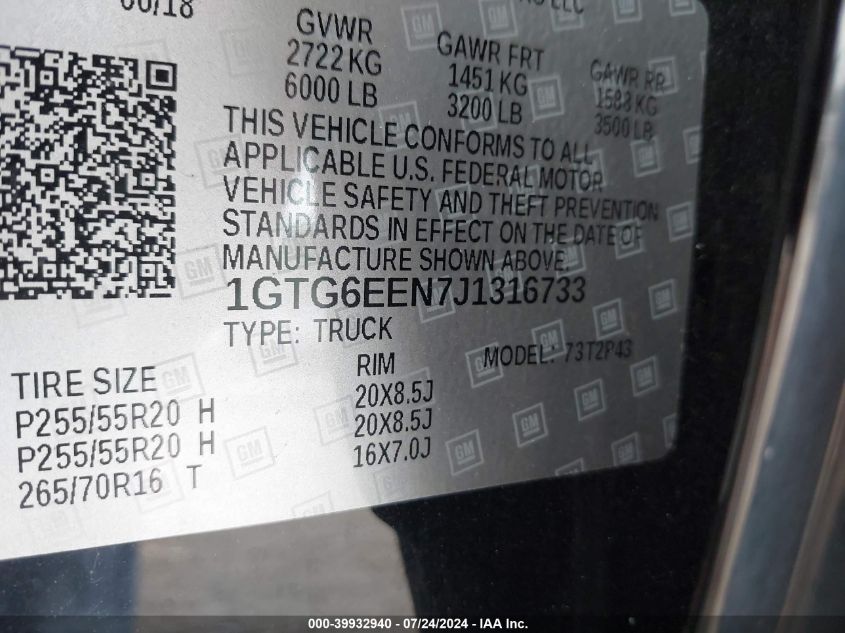 GVWR
2722 KG
6000 LB
GAWR FRT
1451 KG
3200 LB
GAWR RR
1588 KG
3500 LB
THIS VEHICLE CONFORMS TO ALL
APPLICABLE U.S. FEDERAL MOTOR
VEHICLE SAFETY AND THEFT PREVENTION
STANDARDS IN EFFECT ON THE DATE OF
MANUFACTURE SHOWN ABOVE.
1GTG6EEN7J1316733
TYPE: TRUCK
MODEL: 73T2P43
TIRE SIZE RIM
P255/55R20 H 20X8.5J
P255/55R20 H 20X8.5J
265/70R16 T 16X7.0J
GM
000-39932940 - 07/24/2024 - IAA Inc.